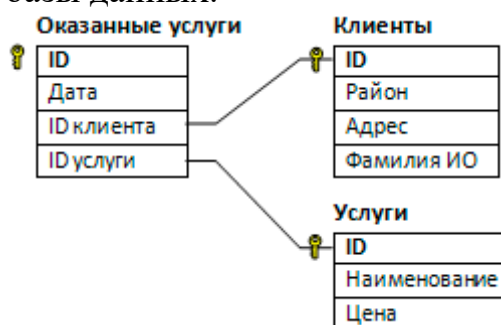 базы данных.
Оказанные услуги
ID
Дата
ID клиента
ID услуги
Клиенты
ID
Район
Адрес
Фамилия ИО
Услуги
ID
Наименование
Цена